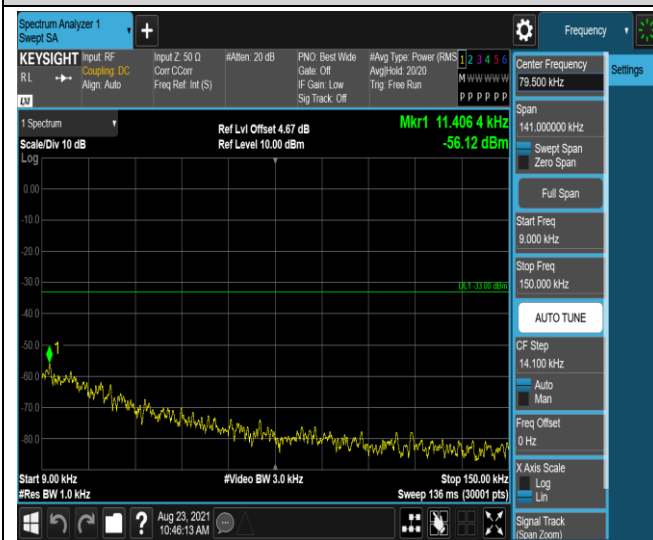 Spectrum Analyzer 1
Swept SA
+
Frequency
KEYSIGHT
RL
LXI
Input: RF
Coupling: DC
Align: Auto
Input Z: 50 Ω
Corr CCorr
Freq Ref: Int (S)
#Atten: 20 dB
PNO: Best Wide
Gate: Off
IF Gain: Low
Sig Track: Off
#Avg Type: Power (RMS
Avg|Hold: 20/20
Trig: Free Run
1 2 3 4 5 6
M W W W W W
P P P P P P
1 Spectrum
Scale/Div 10 dB
Log
Ref Lvl Offset 4.67 dB
Ref Level 10.00 dBm
Mkr1 11.406 4 kHz
-56.12 dBm
0.00
-10.0
-20.0
-30.0
-40.0
-50.0
-60.0
-70.0
-80.0
DL1 -33.00 dBm
1
Start 9.00 kHz
#Res BW 1.0 kHz
#Video BW 3.0 kHz
Stop 150.00 kHz
Sweep 136 ms (30001 pts)
?
Aug 23, 2021
10:46:13 AM
Settings
Center Frequency
79.500 kHz
Span
141.000000 kHz
Swept Span
Zero Span
Full Span
Start Freq
9.000 kHz
Stop Freq
150.000 kHz
AUTO TUNE
CF Step
14.100 kHz
Auto
Man
Freq Offset
0 Hz
X Axis Scale
Log
Lin
Signal Track
(Span Zoom)